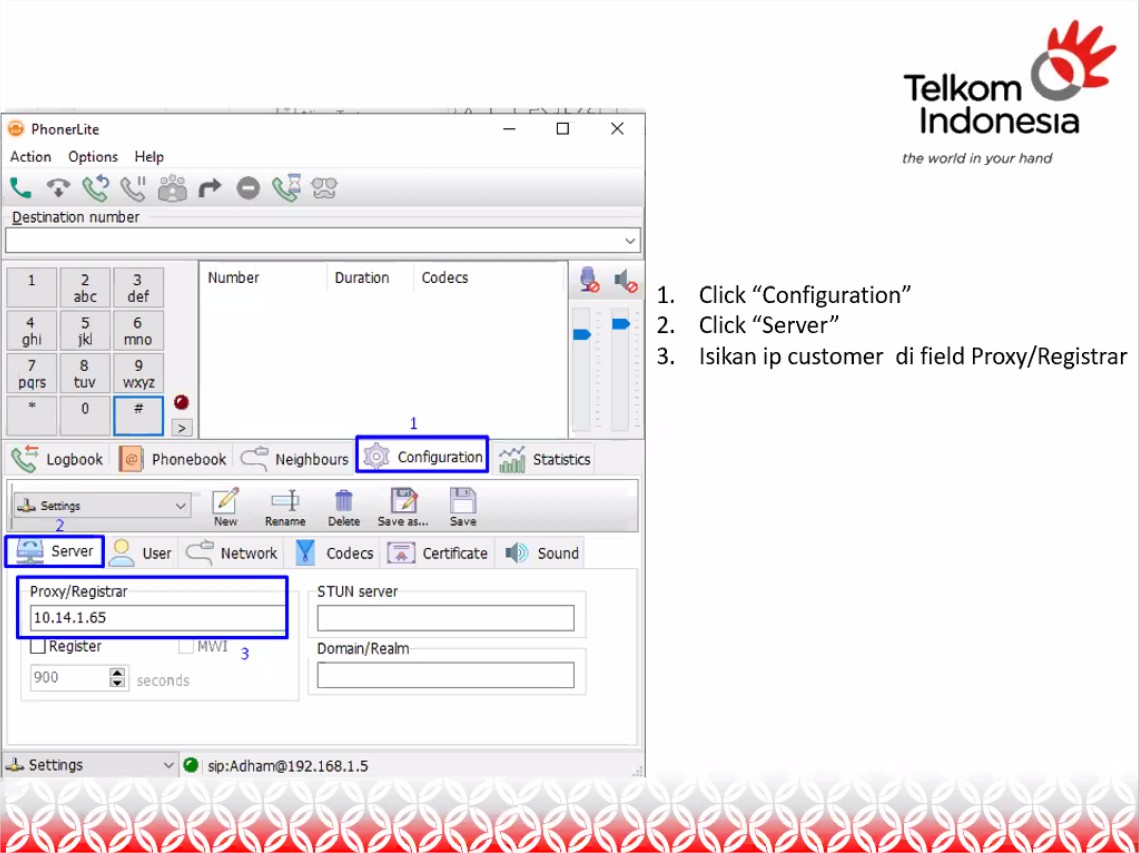 Telkom
Indonesia
the world in your hand
PhonerLite
Action Options Help
Destination number
1 2 abc 3 def
4 ghi 5 jkl 6 mno
7 pqrs 8 tuv 9 wxyz
* 0 #
>
Number Duration Codecs
1
Logbook Phonebook Neighbours Configuration Statistics
Settings New Rename Delete Save as... Save
2
Server User Network Codecs Certificate Sound
Proxy/Registrar
10.14.1.65
Register MWI
3
900 seconds
STUN server
Domain/Realm
Settings sip:Adham@192.168.1.5
1. Click “Configuration”
2. Click “Server”
3. Isikan ip customer di field Proxy/Registrar